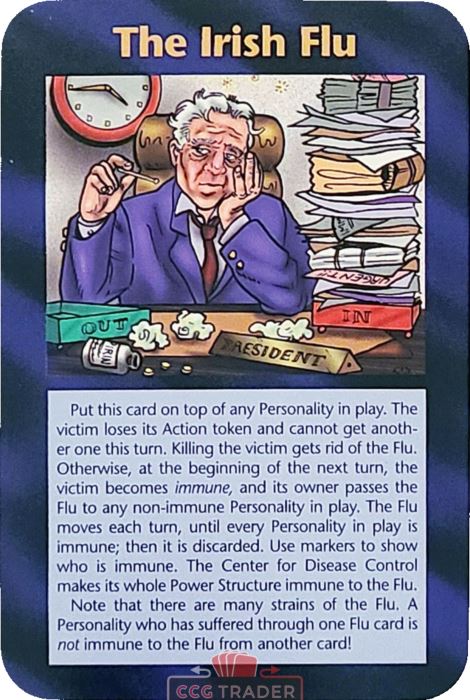 The Irish Flu
OUT
URGENT
IN
PRESIDENT
Put this card on top of any Personality in play. The
victim loses its Action token and cannot get anoth-
er one this turn. Killing the victim gets rid of the Flu.
Otherwise, at the beginning of the next turn, the
victim becomes immune, and its owner passes the
Flu to any non-immune Personality in play. The Flu
moves each turn, until every Personality in play is
immune; then it is discarded. Use markers to show
who is immune. The Center for Disease Control
makes its whole Power Structure immune to the Flu.
Note that there are many strains of the Flu. A
Personality who has suffered through one Flu card is
not immune to the Flu from another card!
CCG TRADER